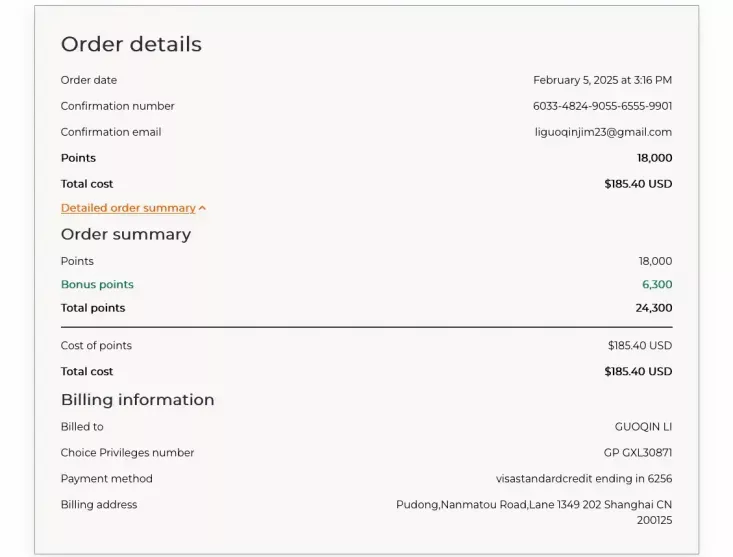 Order details
Order date February 5, 2025 at 3:16 PM
Confirmation number 6033-4824-9055-6555-9901
Confirmation email liguoqinjim23@gmail.com
Points 18,000
Total cost $185.40 USD
Detailed order summary
Order summary
Points 18,000
Bonus points 6,300
Total points 24,300
Cost of points $185.40 USD
Total cost $185.40 USD
Billing information
Billed to GUOQIN LI
Choice Privileges number GP GXL30871
Payment method visastandardcredit ending in 6256
Billing address Pudong,Nanmatou Road,Lane 1349 202 Shanghai CN
200125